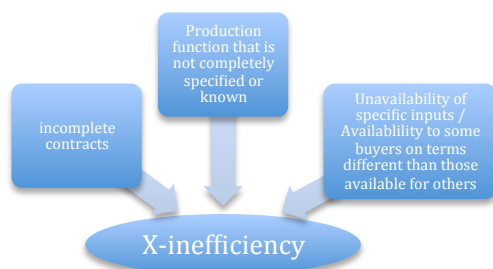 Production
function that is
not completely
specified or
known
incomplete
contracts
Unavailability of
specific inputs /
Availablility to some
buyers on terms
different than those
available for others
X-inefficiency